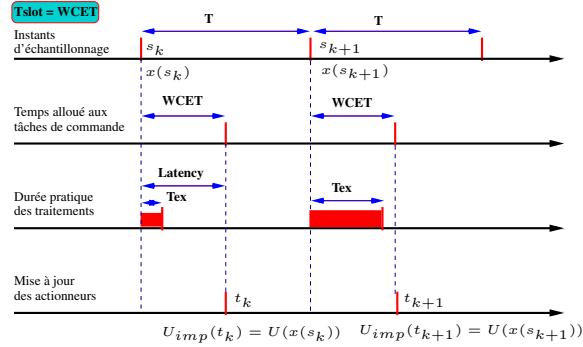 Tslot = WCET
T T
Instants
d'échantillonnage
s_k s_{k+1}
x(s_k) x(s_{k+1})
WCET WCET
Temps alloué aux
tâches de commande
Latency
Tex Tex
Durée pratique
des traitements
Mise à jour
des actionneurs
t_k t_{k+1}
U_{imp}(t_k) = U(x(s_k)) U_{imp}(t_{k+1}) = U(x(s_{k+1}))